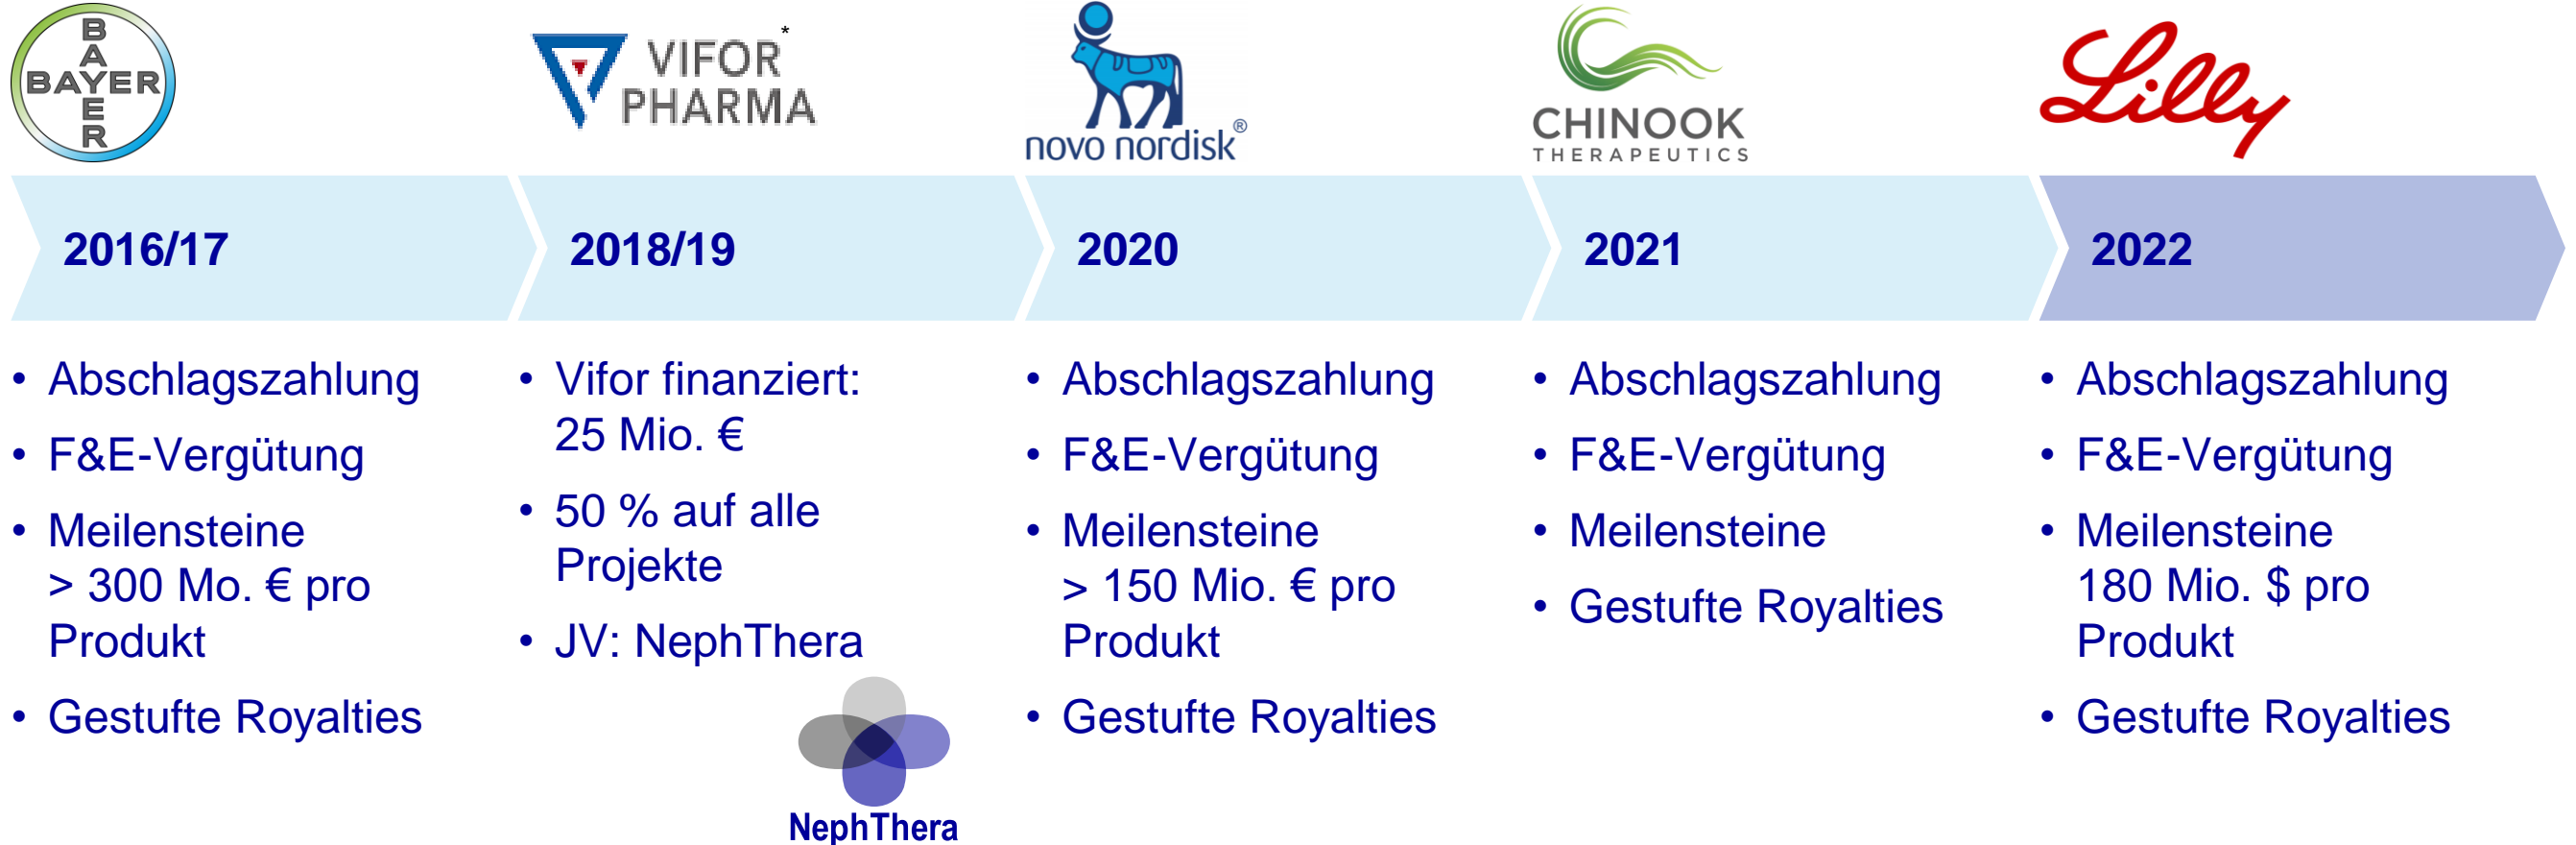 BAYER
BAYER
VIFOR*
PHARMA
novo nordisk®
CHINOOK
THERAPEUTICS
Lilly
2016/17
2018/19
2020
2021
2022
• Abschlagszahlung
• F&E-Vergütung
• Meilensteine
> 300 Mo. € pro
Produkt
• Gestufte Royalties
• Vifor finanziert:
25 Mio. €
• 50 % auf alle
Projekte
• JV: NephThera
NephThera
• Abschlagszahlung
• F&E-Vergütung
• Meilensteine
> 150 Mio. € pro
Produkt
• Gestufte Royalties
• Abschlagszahlung
• F&E-Vergütung
• Meilensteine
• Gestufte Royalties
• Abschlagszahlung
• F&E-Vergütung
• Meilensteine
180 Mio. $ pro
Produkt
• Gestufte Royalties